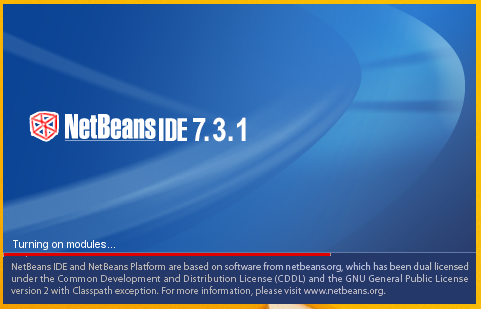 NetBeans IDE 7.3.1
Turning on modules...
NetBeans IDE and NetBeans Platform are based on software from netbeans.org, which has been dual licensed
under the Common Development and Distribution License (CDDL) and the GNU General Public License
version 2 with Classpath exception. For more information, please visit www.netbeans.org.